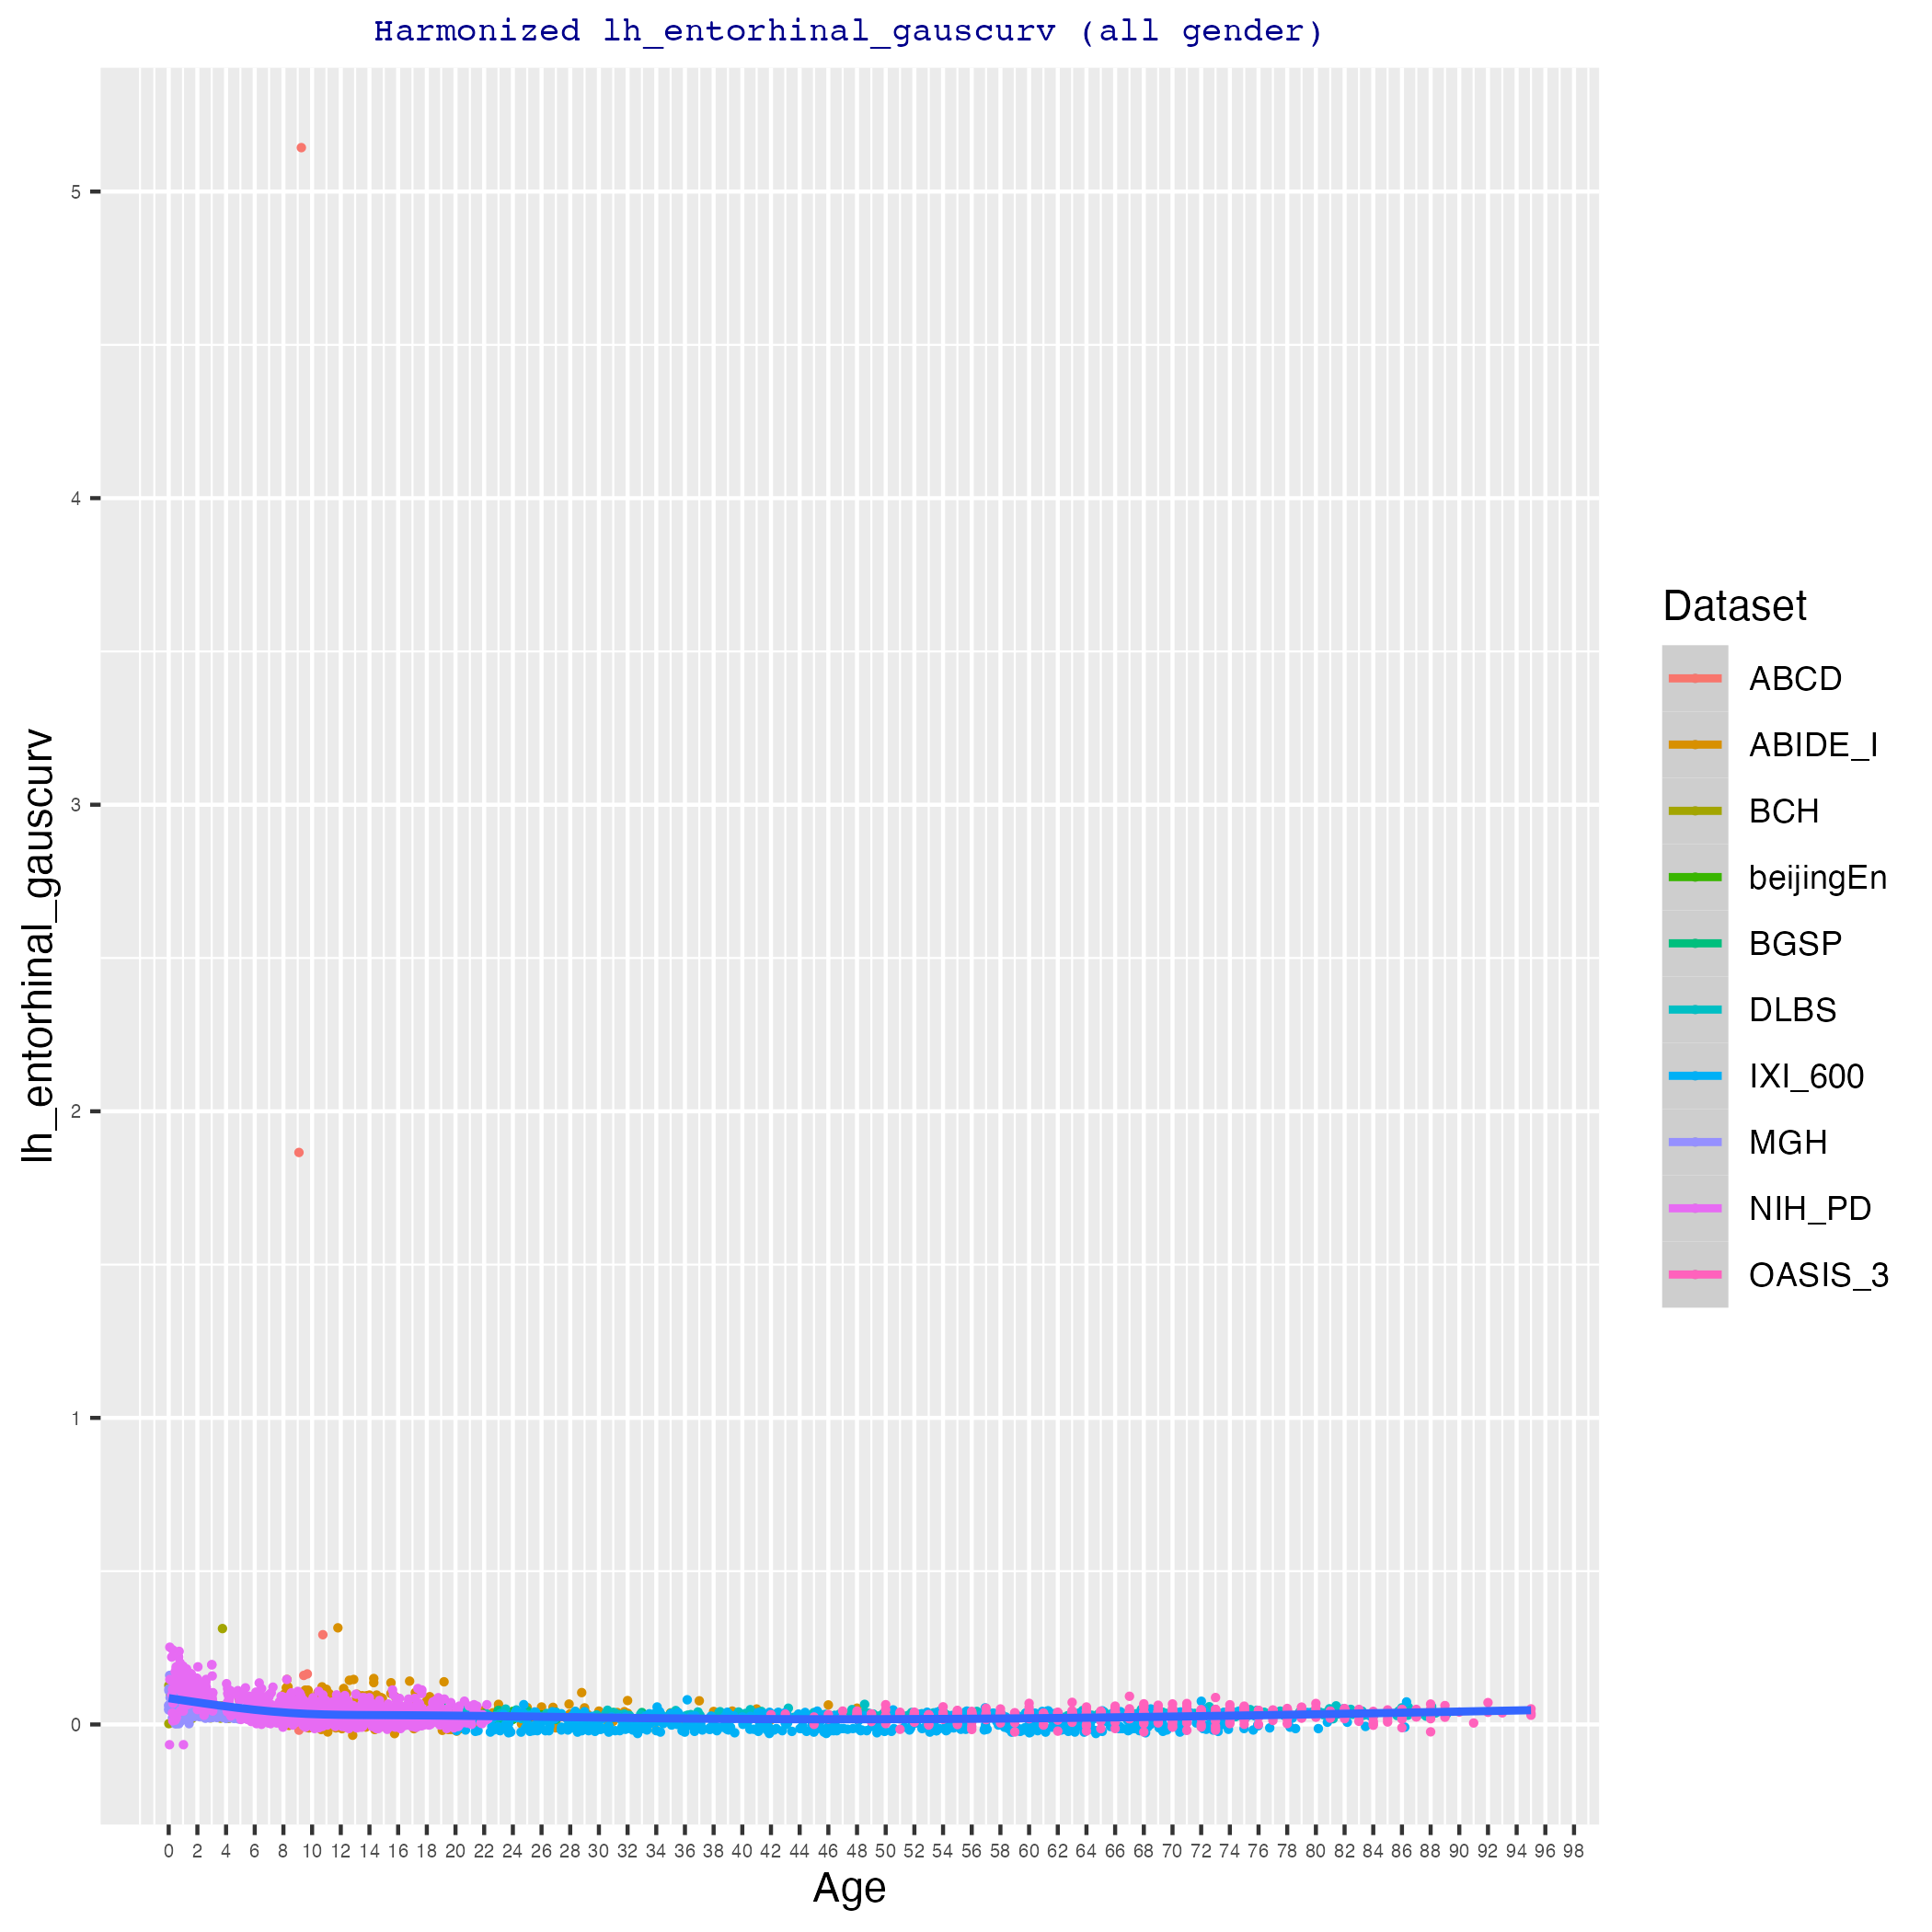 Harmonized lh_entorhinal_gauscurv (all gender)
5
4
3
2
1
0
lh_entorhinal_gauscurv
0 2 4 6 8 10 12 14 16 18 20 22 24 26 28 30 32 34 36 38 40 42 44 46 48 50 52 54 56 58 60 62 64 66 68 70 72 74 76 78 80 82 84 86 88 90 92 94 96 98
Age
Dataset
ABCD
ABIDE_I
BCH
beijingEn
BGSP
DLBS
IXI_600
MGH
NIH_PD
OASIS_3